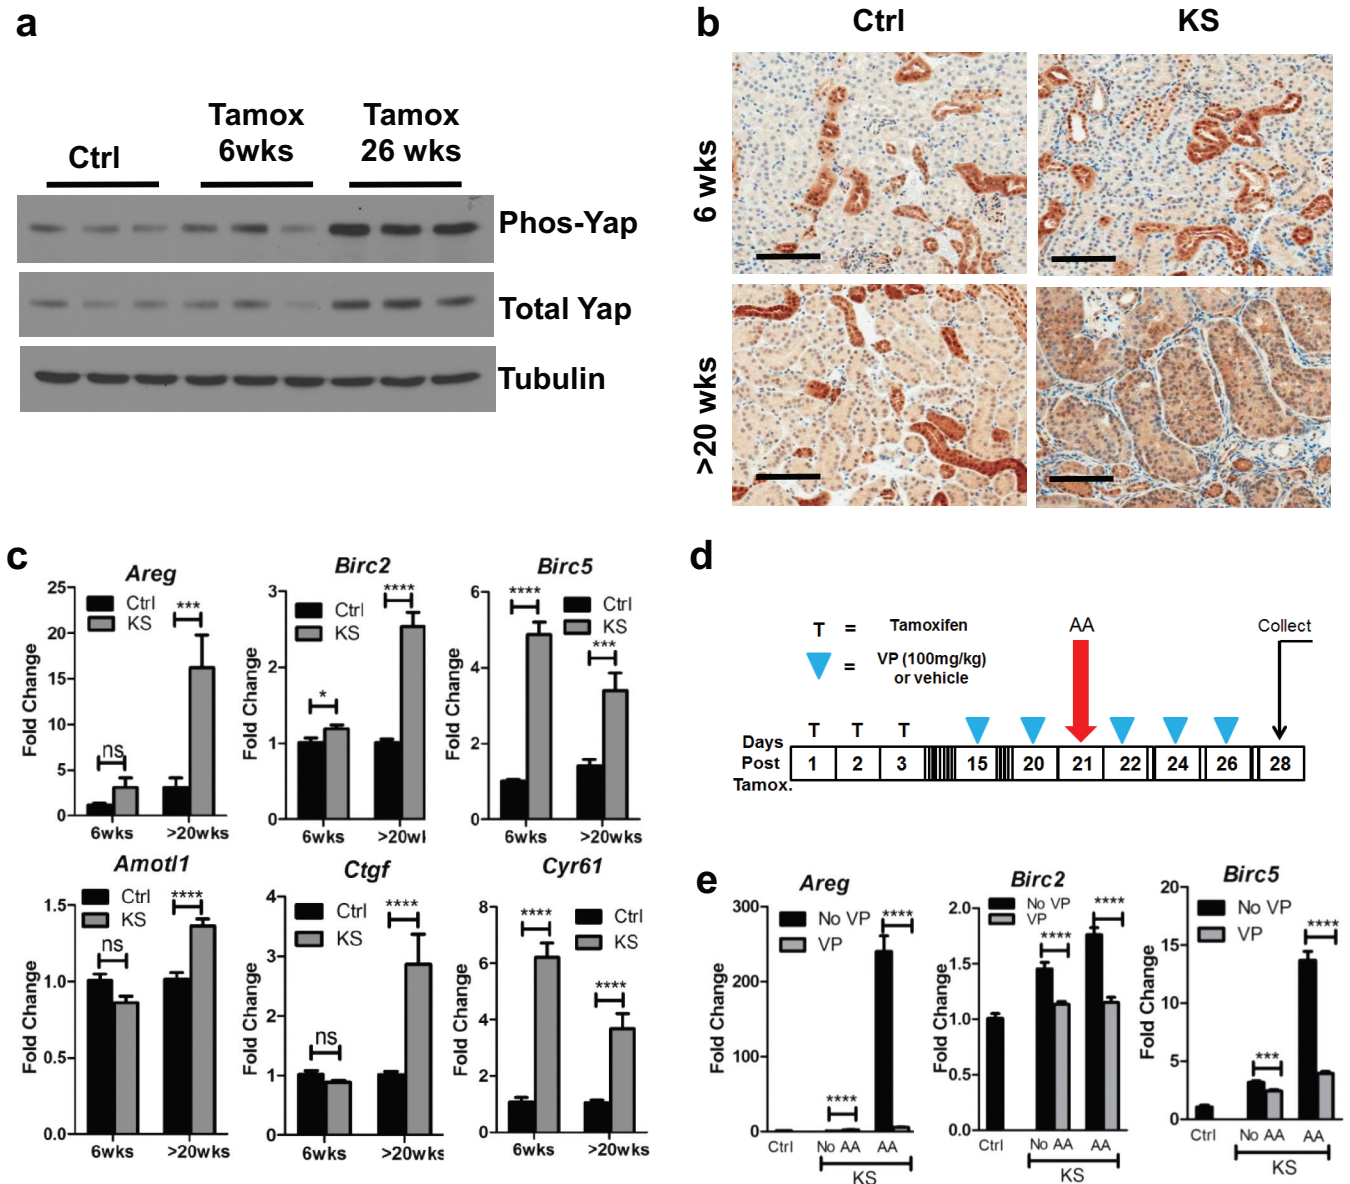 a
Ctrl
Tamox
6wks
Tamox
26 wks
Phos-Yap
Total Yap
Tubulin
b
Ctrl
KS
6 wks
>20 wks
c
Areg
Fold Change
25
20
15
10
5
0
Ctrl
KS
ns
***
6wks
>20wks
Birc2
Fold Change
3
2
1
0
Ctrl
KS
*
****
6wks
>20wk
Birc5
Fold Change
6
4
2
0
Ctrl
KS
****
***
6wks
>20wks
Amotl1
Fold Change
1.5
1.0
0.5
0.0
Ctrl
KS
ns
****
6wks
>20wks
Ctgf
Fold Change
4
3
2
1
0
Ctrl
KS
ns
****
6wks
>20wks
Cyr61
Fold Change
8
6
4
2
0
Ctrl
KS
****
****
6wks
>20wks
d
T = Tamoxifen
= VP (100mg/kg)
or vehicle
AA
Collect
T T T
Days
Post
Tamox.
1 2 3 15 20 21 22 24 26 28
e
Areg
Fold Change
300
200
100
0
No VP
VP
****
****
Ctrl No AA AA
KS
Birc2
Fold Change
2.0
1.5
1.0
0.5
0.0
No VP
VP
****
****
Ctrl No AA AA
KS
Birc5
Fold Change
20
15
10
5
0
No VP
VP
***
****
Ctrl No AA AA
KS